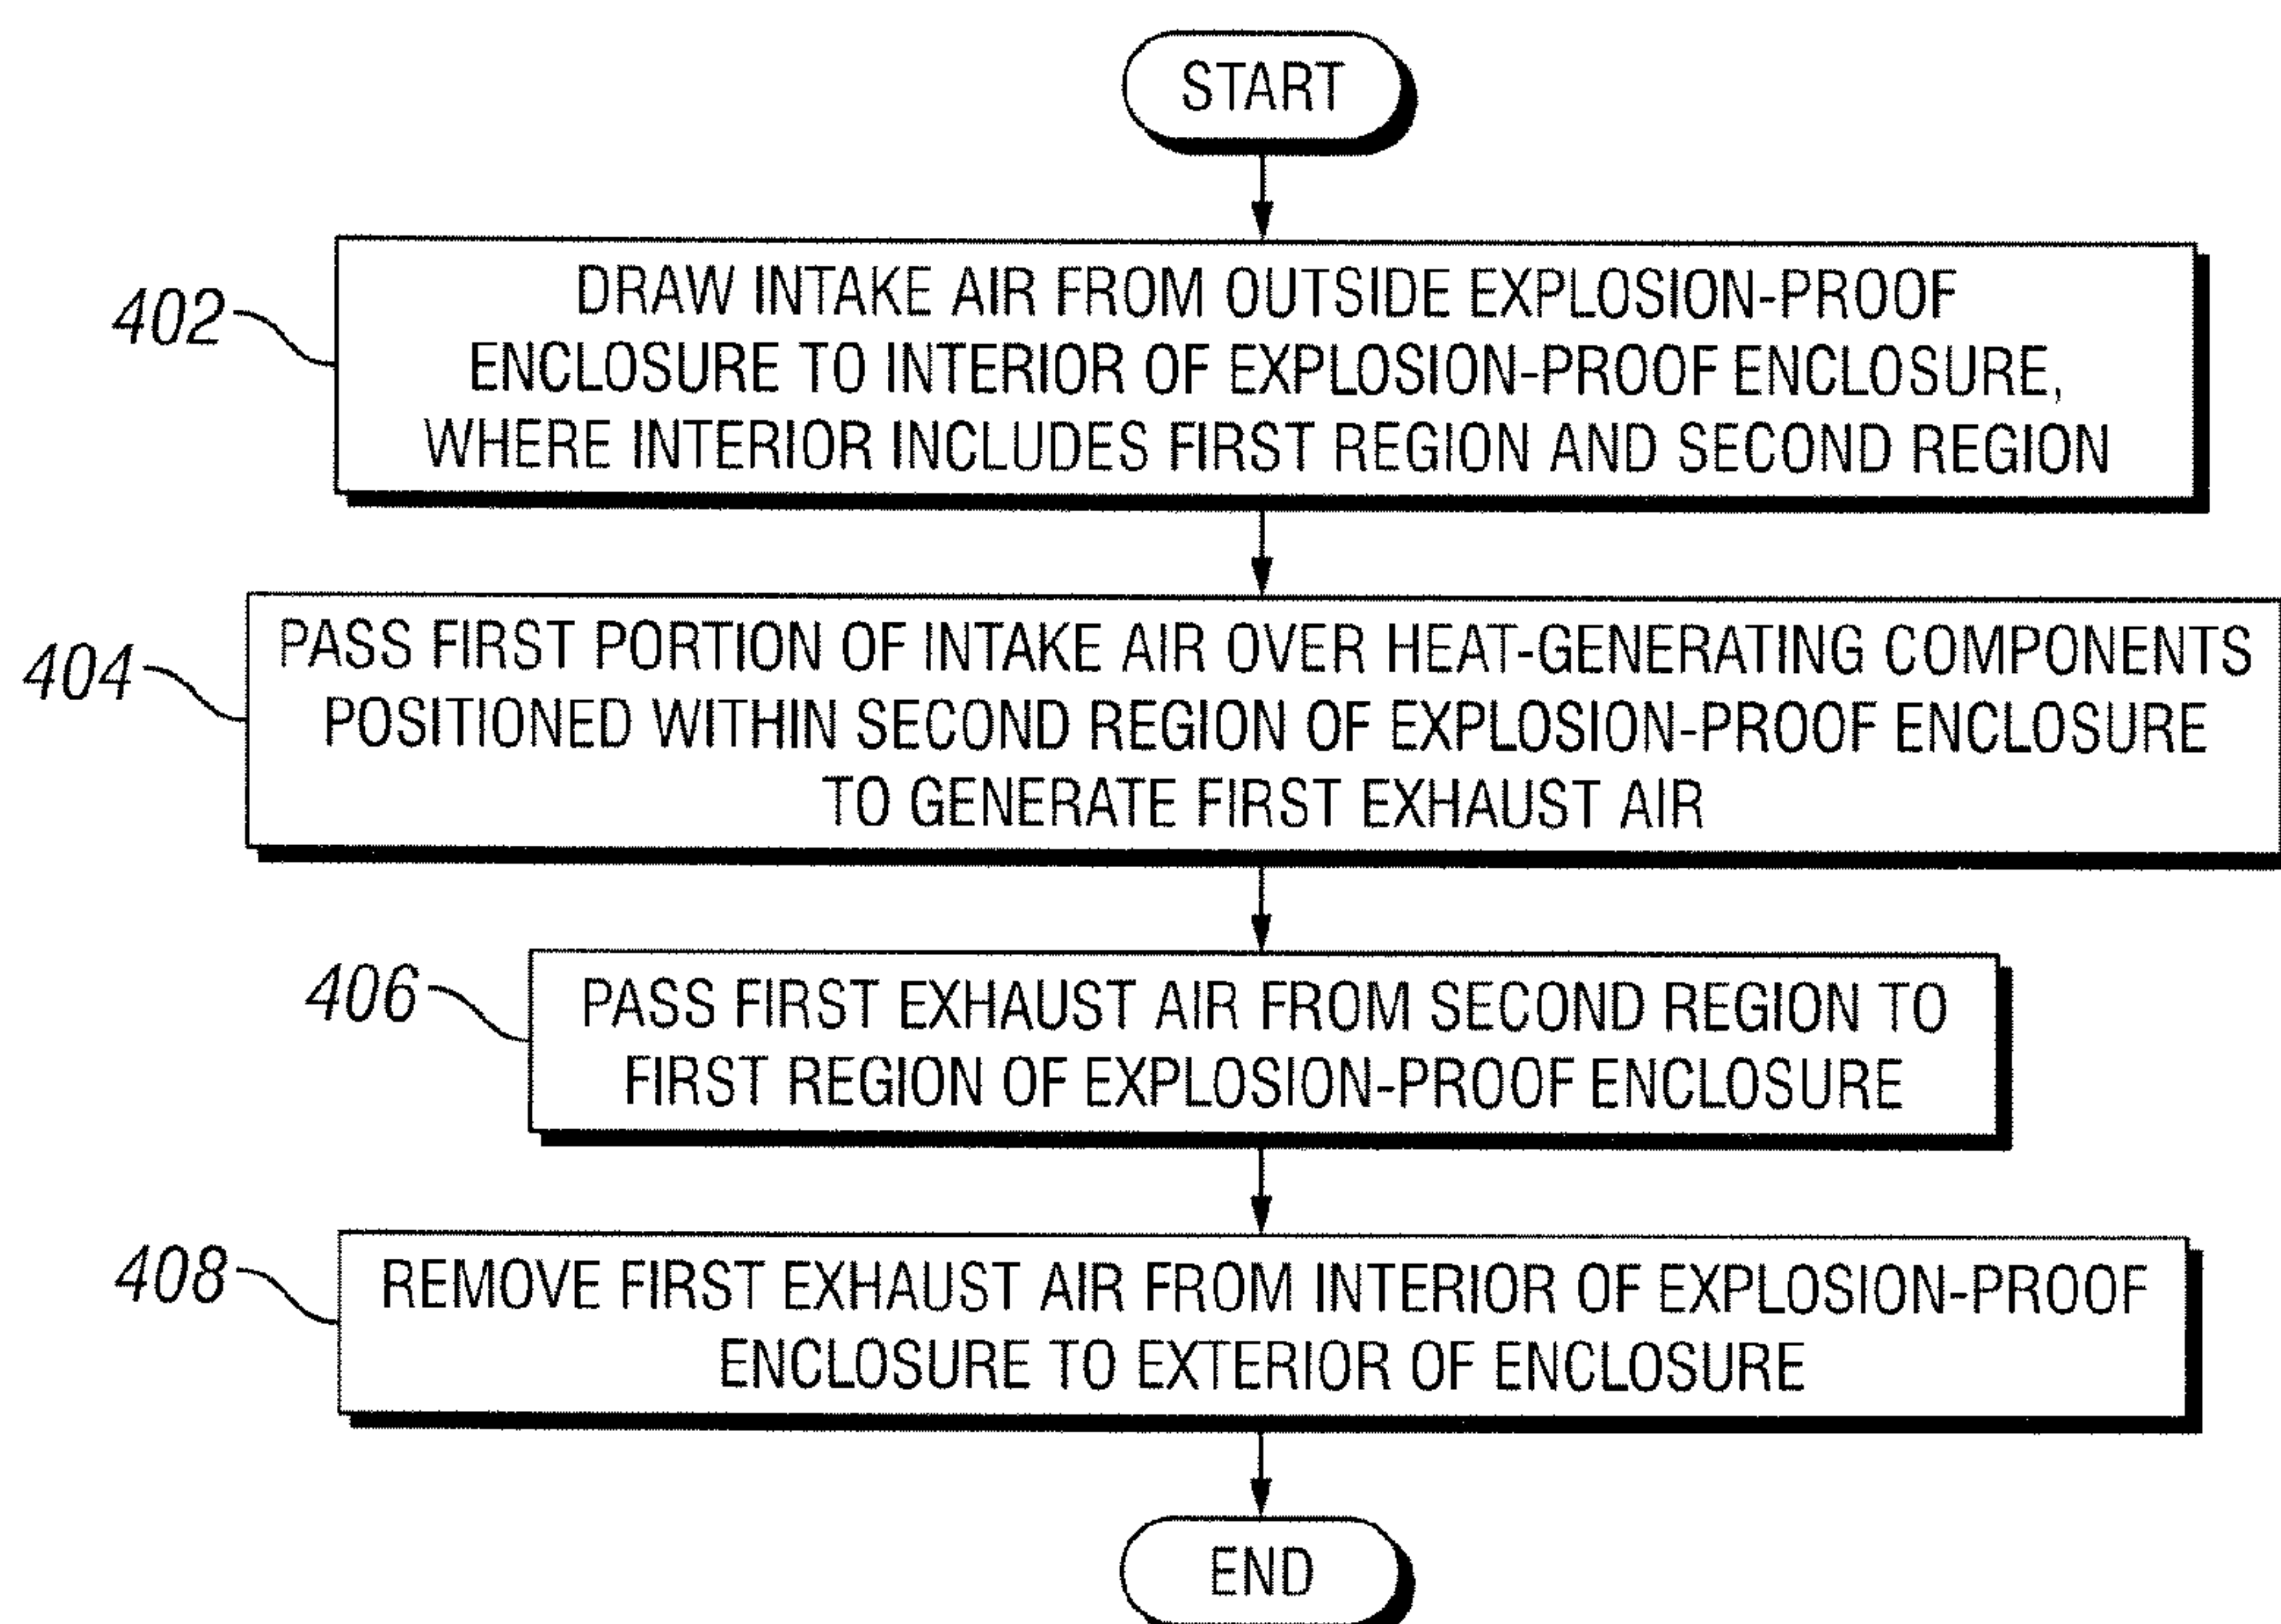 START
402
DRAW INTAKE AIR FROM OUTSIDE EXPLOSION-PROOF
ENCLOSURE TO INTERIOR OF EXPLOSION-PROOF ENCLOSURE,
WHERE INTERIOR INCLUDES FIRST REGION AND SECOND REGION
404
PASS FIRST PORTION OF INTAKE AIR OVER HEAT-GENERATING COMPONENTS
POSITIONED WITHIN SECOND REGION OF EXPLOSION-PROOF ENCLOSURE
TO GENERATE FIRST EXHAUST AIR
406
PASS FIRST EXHAUST AIR FROM SECOND REGION TO
FIRST REGION OF EXPLOSION-PROOF ENCLOSURE
408
REMOVE FIRST EXHAUST AIR FROM INTERIOR OF EXPLOSION-PROOF
ENCLOSURE TO EXTERIOR OF ENCLOSURE
END